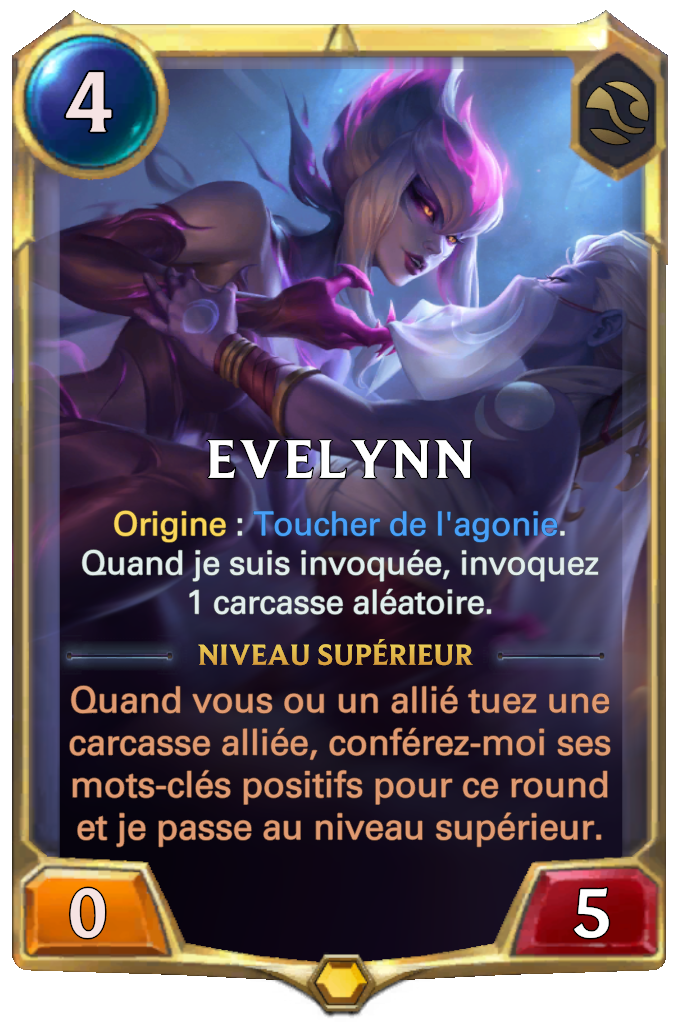 4
EVELYNN
Origine : Toucher de l'agonie.
Quand je suis invoquée, invoquez
1 carcasse aléatoire.
NIVEAU SUPÉRIEUR
Quand vous ou un allié tuez une
carcasse alliée, conférez-moi ses
mots-clés positifs pour ce round
et je passe au niveau supérieur.
0
5